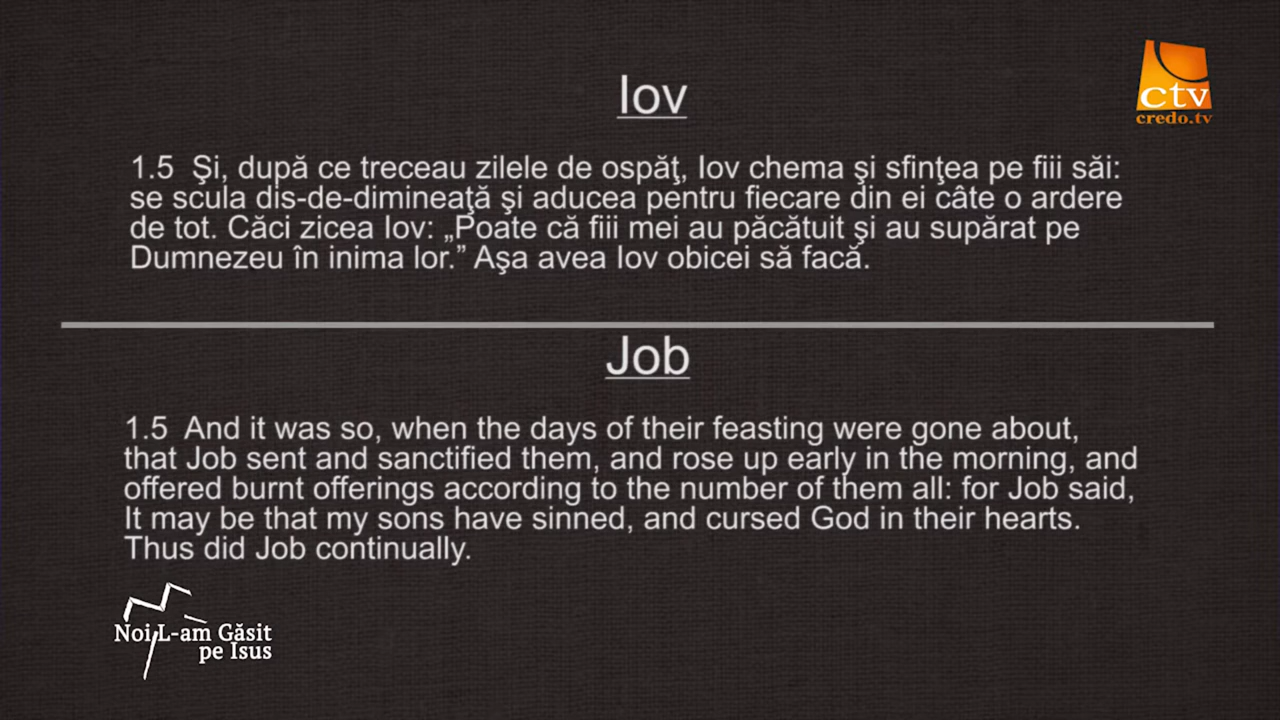 Iov
ctv
credo.tv
1.5 Şi, după ce treceau zilele de ospăţ, Iov chema şi sfinţea pe fiii săi:
se scula dis-de-dimineaţă şi aducea pentru fiecare din ei câte o ardere
de tot. Căci zicea Iov: „Poate că fiii mei au păcătuit şi au supărat pe
Dumnezeu în inima lor.” Aşa avea Iov obicei să facă.
Job
1.5 And it was so, when the days of their feasting were gone about,
that Job sent and sanctified them, and rose up early in the morning, and
offered burnt offerings according to the number of them all: for Job said,
It may be that my sons have sinned, and cursed God in their hearts.
Thus did Job continually.
Noi L-am Găsit
pe Isus